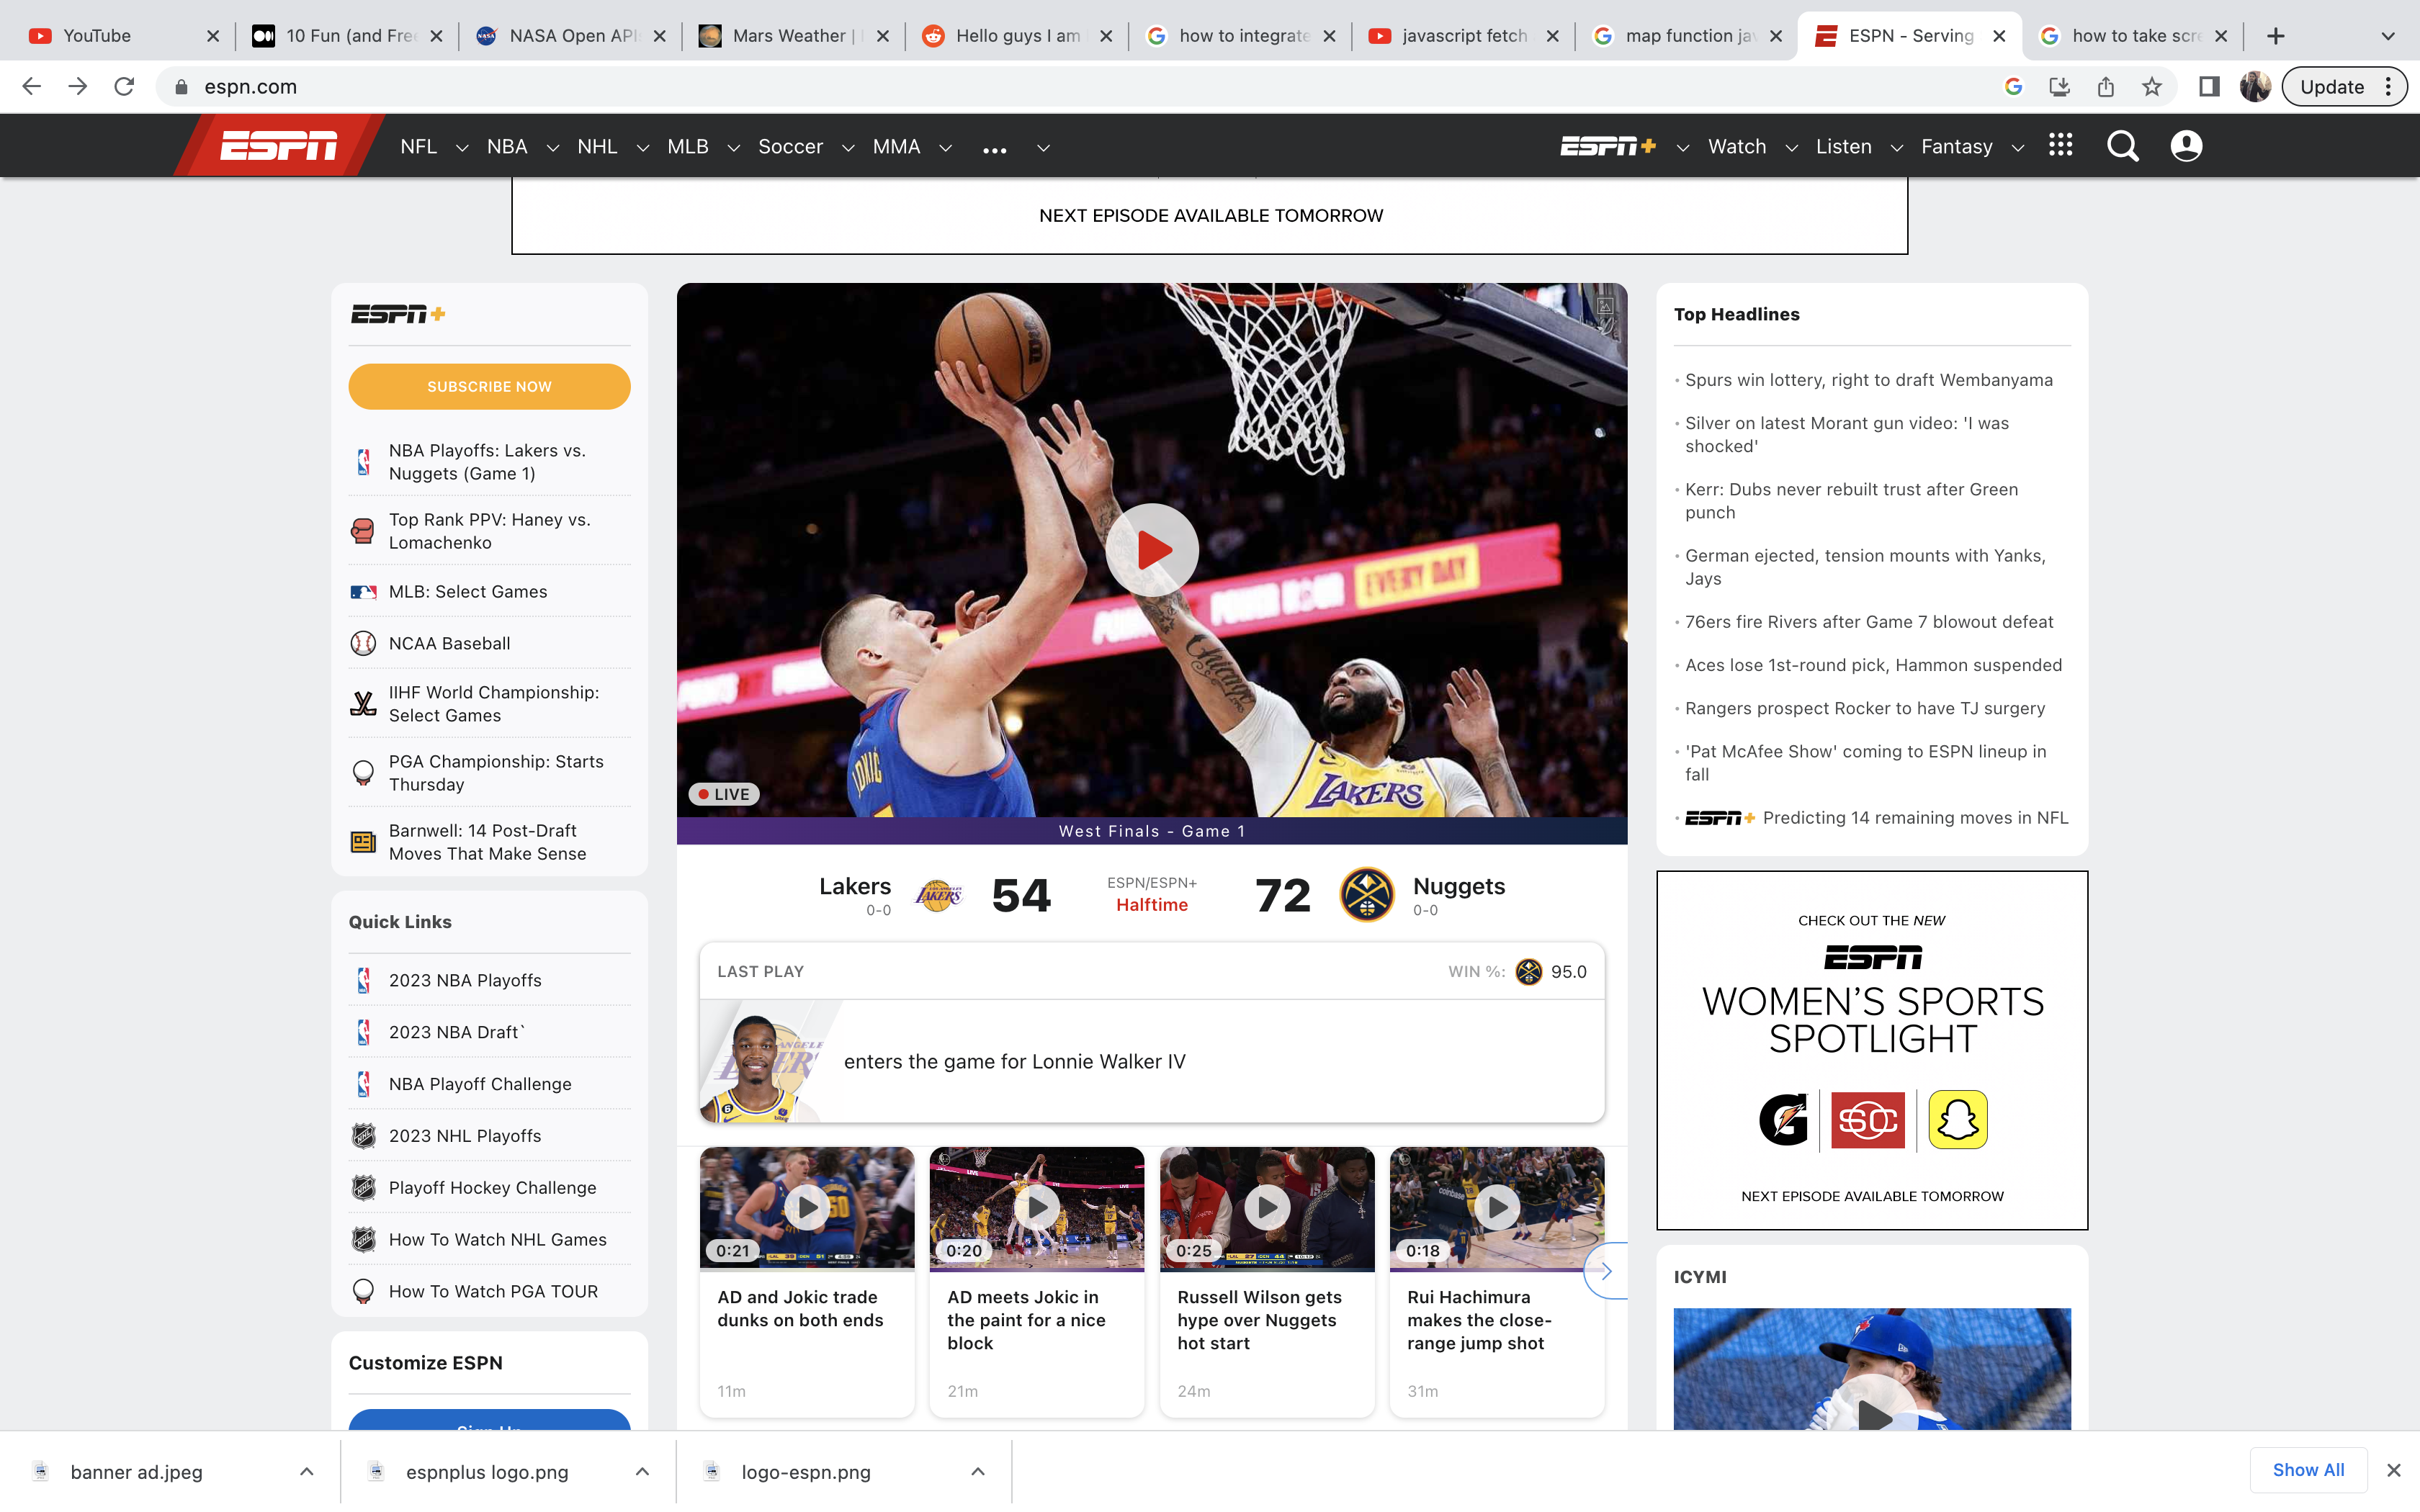 YouTube
10 Fun (and Free
NASA Open API
Mars Weather |
Hello guys I am
how to integrate
javascript fetch
map function ja
ESPN - Serving
how to take scre
espn.com
Update
ESPN
NFL
NBA
NHL
MLB
Soccer
MMA
...
ESPN+
Watch
Listen
Fantasy
NEXT EPISODE AVAILABLE TOMORROW
ESPN+
SUBSCRIBE NOW
NBA Playoffs: Lakers vs.
Nuggets (Game 1)
Top Rank PPV: Haney vs.
Lomachenko
MLB: Select Games
NCAA Baseball
IIHF World Championship:
Select Games
PGA Championship: Starts
Thursday
Barnwell: 14 Post-Draft
Moves That Make Sense
Quick Links
2023 NBA Playoffs
2023 NBA Draft`
NBA Playoff Challenge
2023 NHL Playoffs
Playoff Hockey Challenge
How To Watch NHL Games
How To Watch PGA TOUR
Customize ESPN
Sign Up
POWER HOUR EVERY DAY
Chicago
JOKIC
LAKERS
LIVE
West Finals - Game 1
Lakers
0-0
LAKERS
54
ESPN/ESPN+
Halftime
72
Nuggets
0-0
LAST PLAY
WIN %:
95.0
enters the game for Lonnie Walker IV
0:21
AD and Jokic trade
dunks on both ends
11m
0:20
AD meets Jokic in
the paint for a nice
block
21m
0:25
Russell Wilson gets
hype over Nuggets
hot start
24m
coinbase
0:18
Rui Hachimura
makes the close-
range jump shot
31m
Top Headlines
· Spurs win lottery, right to draft Wembanyama
· Silver on latest Morant gun video: 'I was
shocked'
· Kerr: Dubs never rebuilt trust after Green
punch
· German ejected, tension mounts with Yanks,
Jays
· 76ers fire Rivers after Game 7 blowout defeat
· Aces lose 1st-round pick, Hammon suspended
· Rangers prospect Rocker to have TJ surgery
· 'Pat McAfee Show' coming to ESPN lineup in
fall
· ESPN+ Predicting 14 remaining moves in NFL
CHECK OUT THE NEW
ESPN
WOMEN'S SPORTS
SPOTLIGHT
G
SC
NEXT EPISODE AVAILABLE TOMORROW
ICYMI
banner ad.jpeg
espnplus logo.png
logo-espn.png
Show All